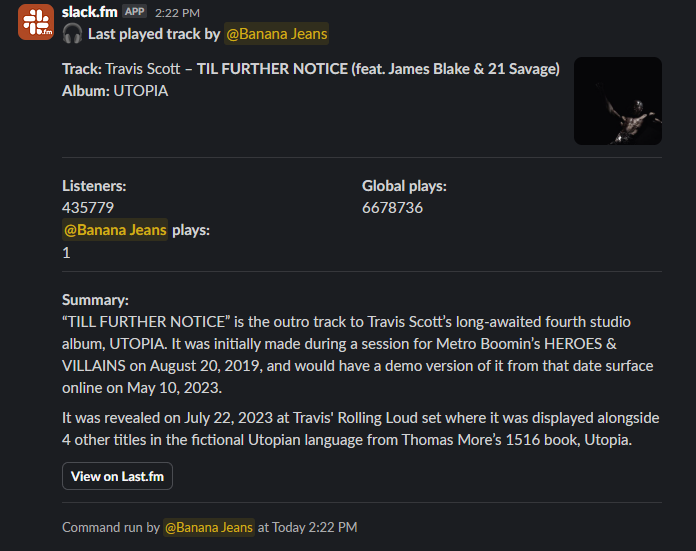 slack.fm APP 2:22 PM
🎧 Last played track by @Banana Jeans
Track: Travis Scott – TIL FURTHER NOTICE (feat. James Blake & 21 Savage)
Album: UTOPIA
Listeners:
435779
Global plays:
6678736
@Banana Jeans plays:
1
Summary:
“TILL FURTHER NOTICE” is the outro track to Travis Scott’s long-awaited fourth studio
album, UTOPIA. It was initially made during a session for Metro Boomin’s HEROES &
VILLAINS on August 20, 2019, and would have a demo version of it from that date surface
online on May 10, 2023.
It was revealed on July 22, 2023 at Travis' Rolling Loud set where it was displayed alongside
4 other titles in the fictional Utopian language from Thomas More’s 1516 book, Utopia.
View on Last.fm
Command run by @Banana Jeans at Today 2:22 PM